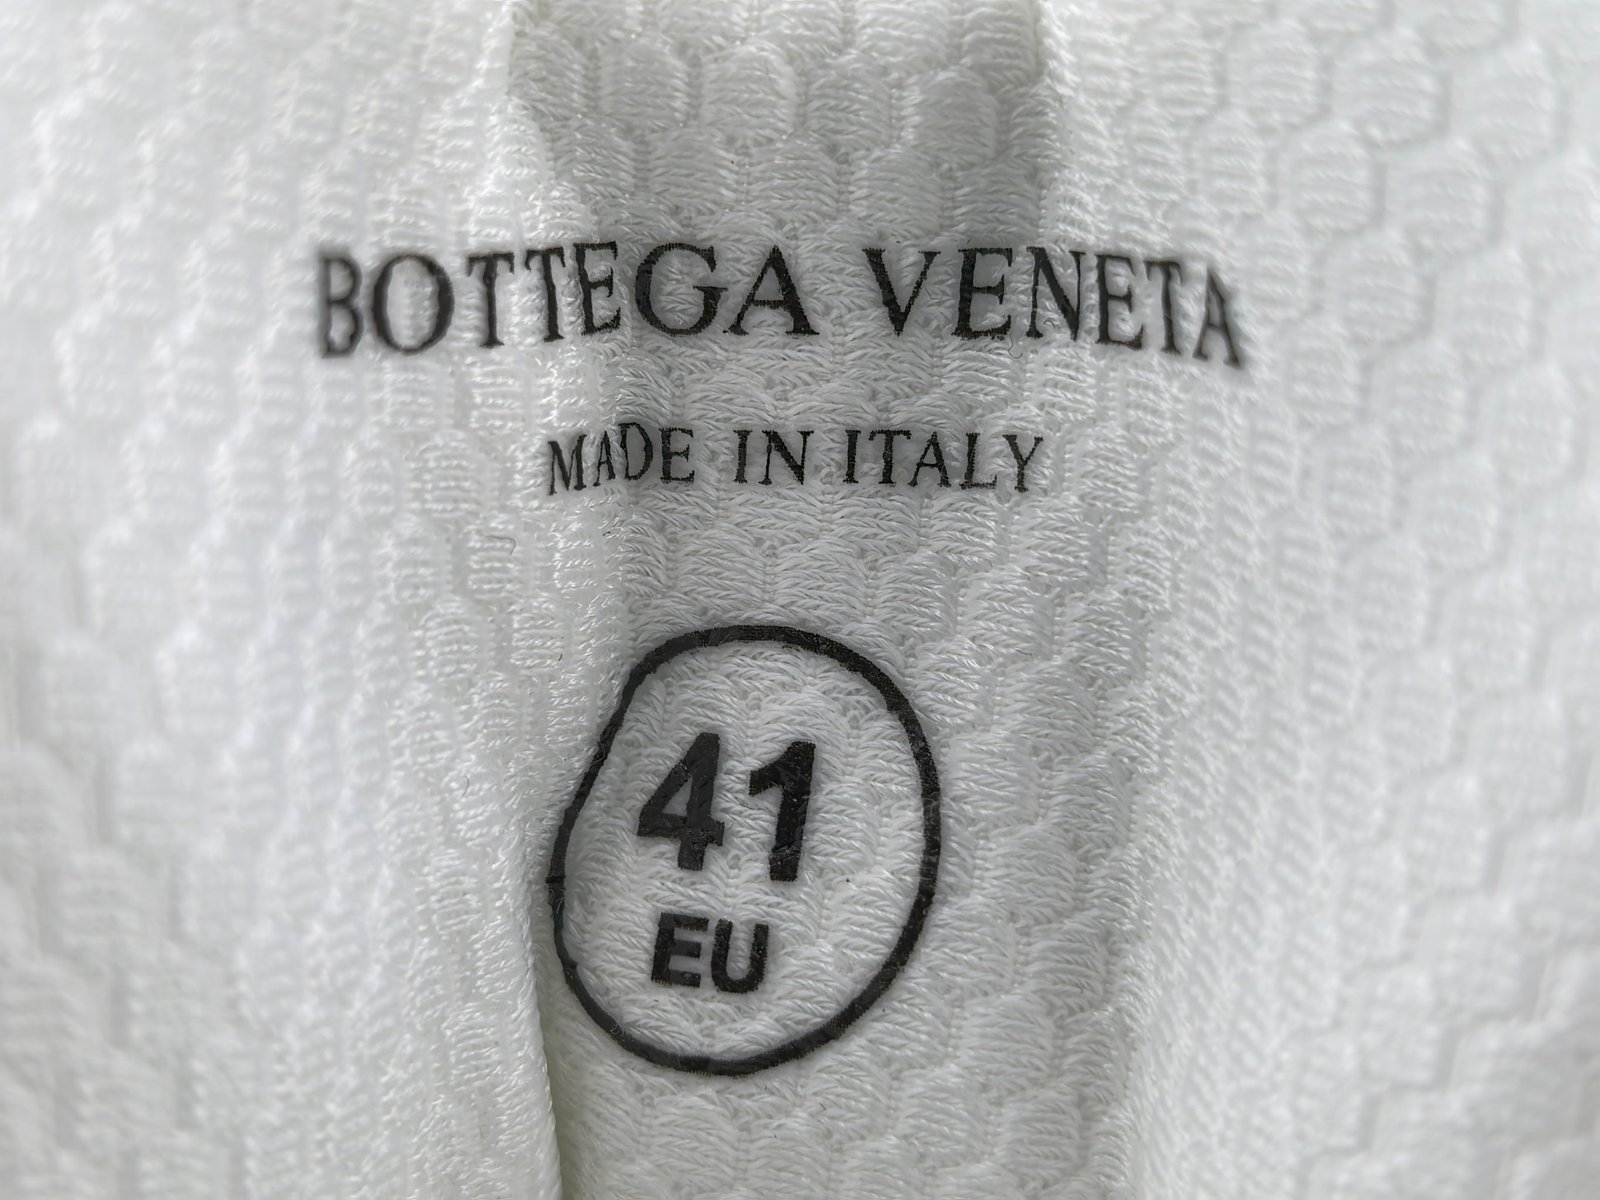 BOTTEGA VENETA
MADE IN ITALY
41
EU